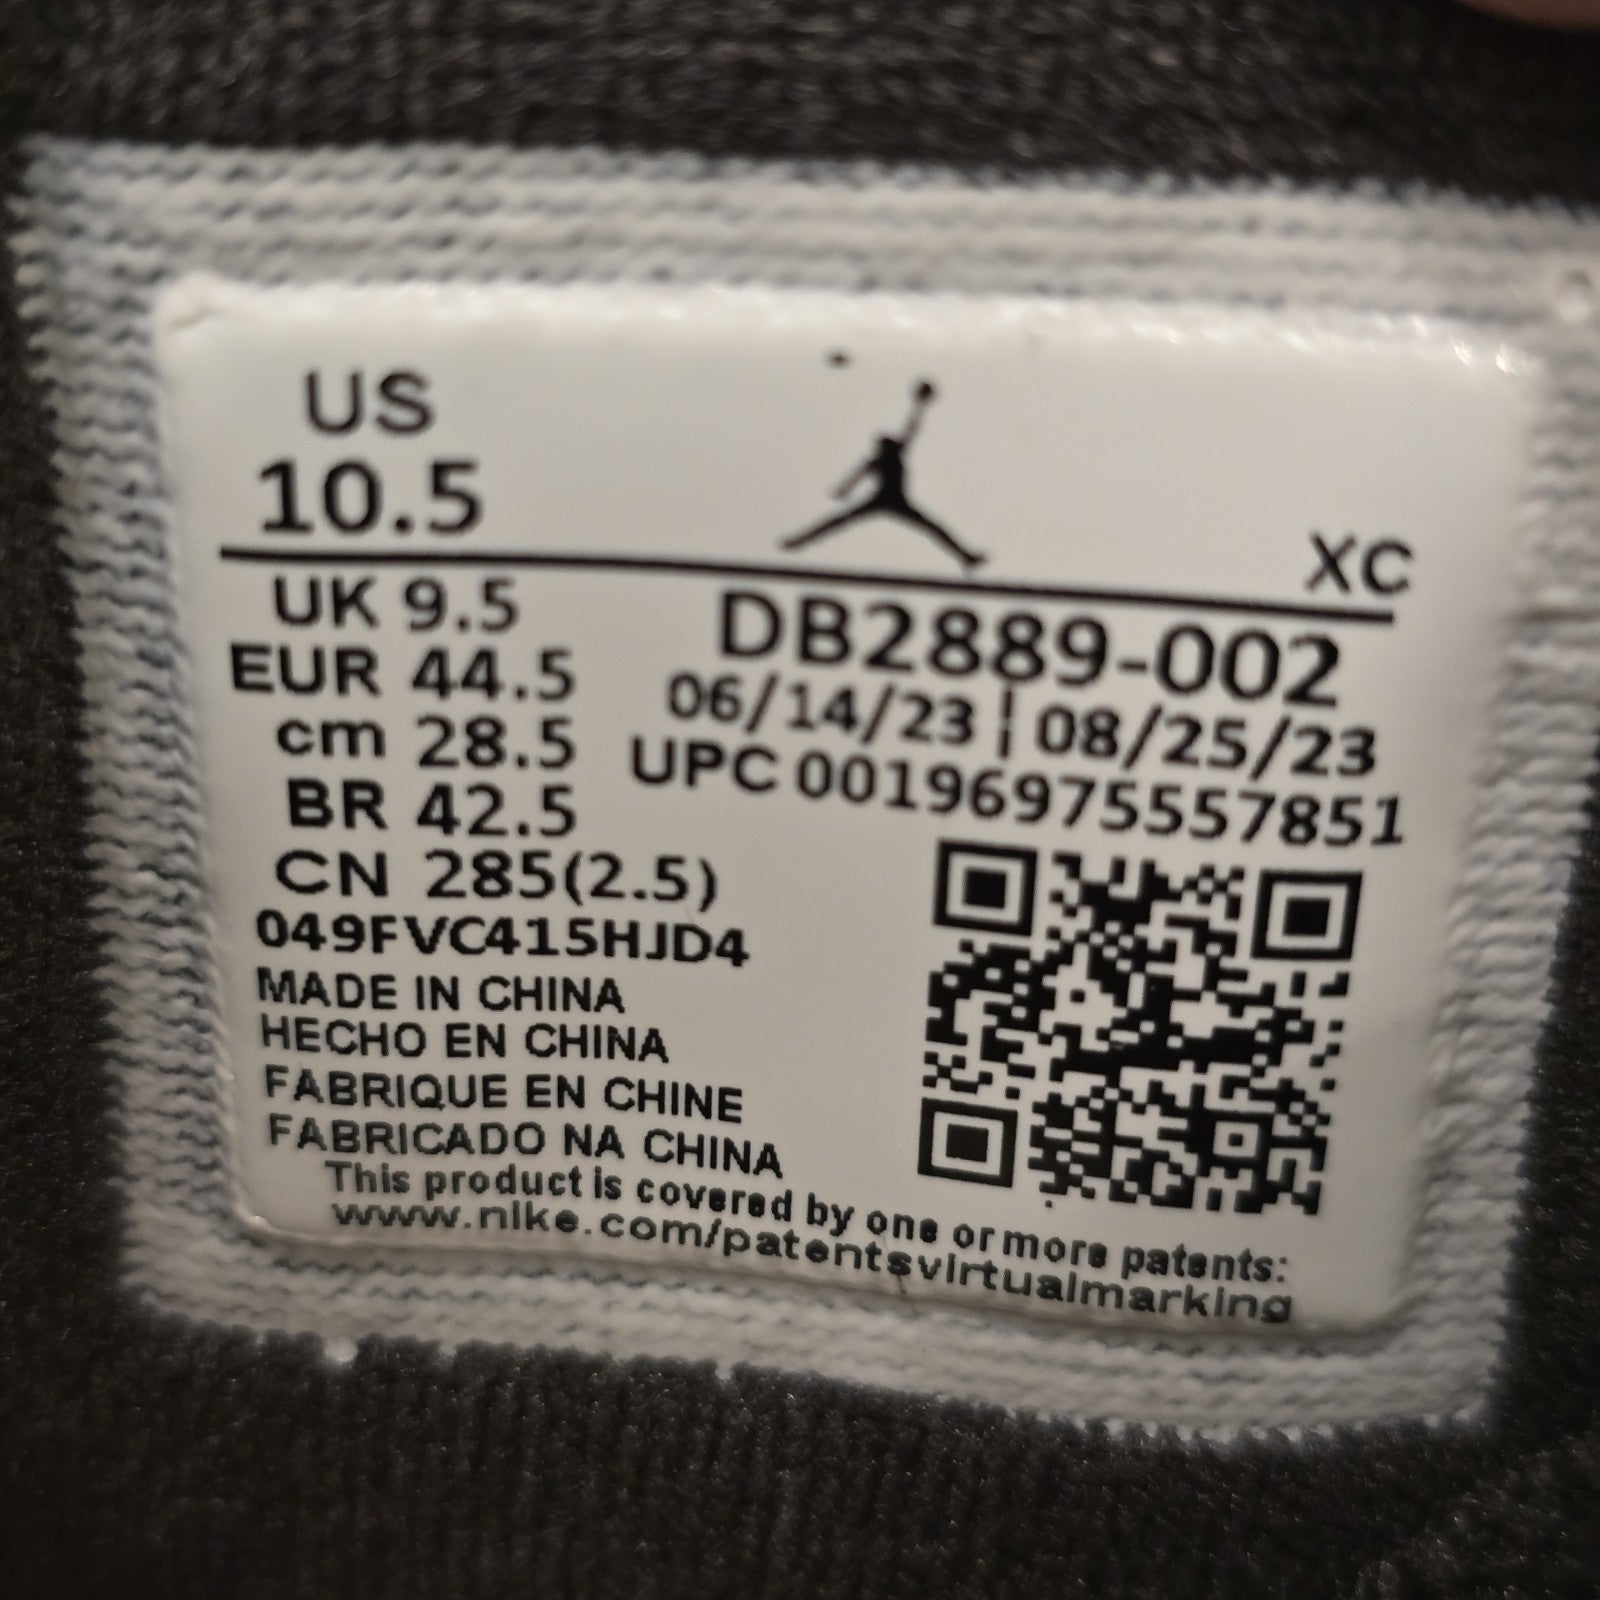 US
10.5
XC
UK 9.5
EUR 44.5
cm 28.5
BR 42.5
CN 285(2.5)
DB2889-002
06/14/23 | 08/25/23
UPC 00196975557851
049FVC415HJD4
MADE IN CHINA
HECHO EN CHINA
FABRIQUE EN CHINE
FABRICADO NA CHINA
This product is covered by one or more patents:
www.nike.com/patentsvirtualmarking